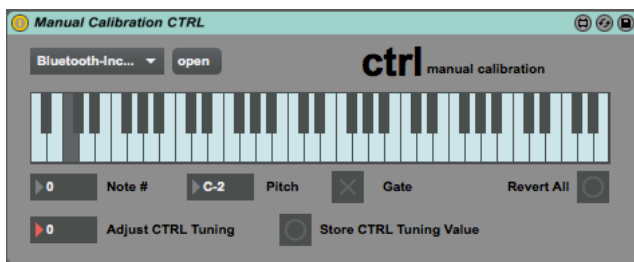 Manual Calibration CTRL
Bluetooth-Inc... open
ctrl manual calibration
0 Note # C-2 Pitch Gate Revert All
0 Adjust CTRL Tuning Store CTRL Tuning Value